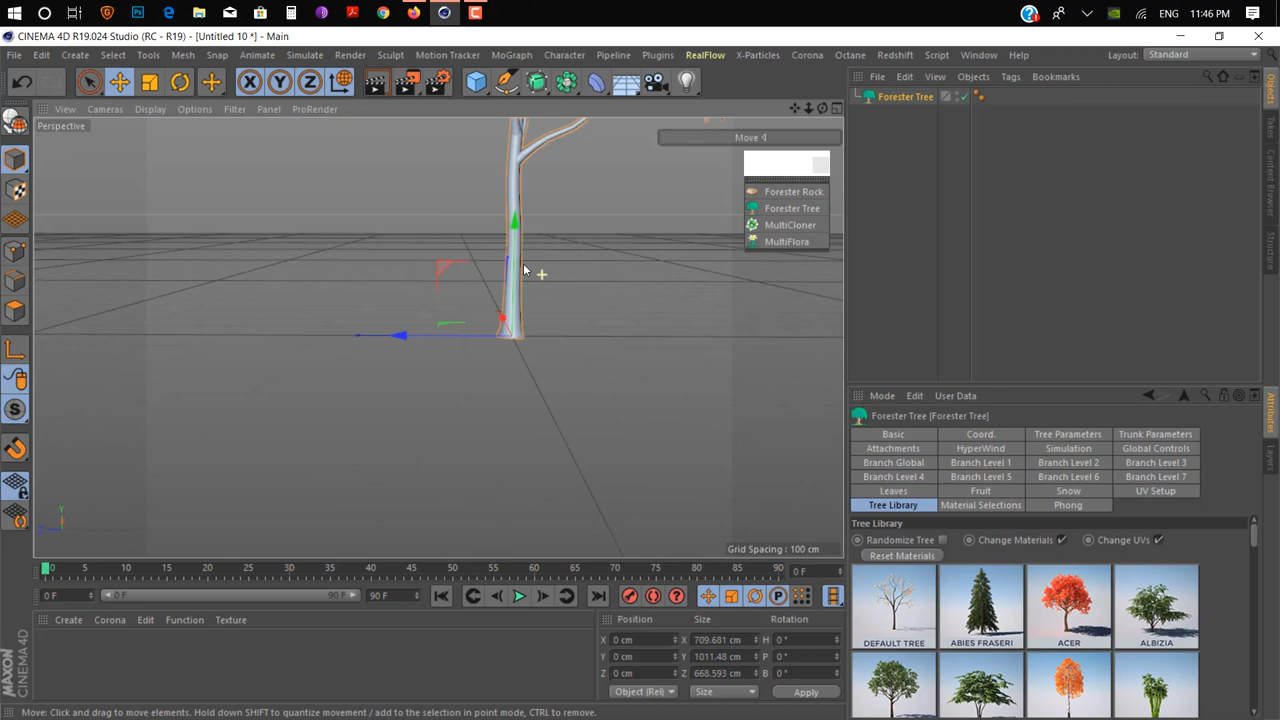 ENG 11:46 PM
CINEMA 4D R19.024 Studio (RC - R19) - [Untitled 10 *] - Main
File Edit Create Select Tools Mesh Snap Animate Simulate Render Sculpt Motion Tracker MoGraph Character Pipeline Plugins RealFlow X-Particles Corona Octane Redshift Script Window Help Layout: Standard
X Y Z
View Cameras Display Options Filter Panel ProRender
File Edit View Objects Tags Bookmarks
Perspective
Forester Tree
Move
Forester Rock
Forester Tree
MultiCloner
MultiFlora
Objects
Takes
Content Browser
Structure
Mode Edit User Data
Forester Tree [Forester Tree]
Basic Coord. Tree Parameters Trunk Parameters
Attachments HyperWind Simulation Global Controls
Branch Global Branch Level 1 Branch Level 2 Branch Level 3
Branch Level 4 Branch Level 5 Branch Level 6 Branch Level 7
Leaves Fruit Snow UV Setup
Tree Library Material Selections Phong
Attributes
Layers
Tree Library
Randomize Tree Change Materials Change UVs
Reset Materials
DEFAULT TREE ABIES FRASERI ACER ALBIZIA
Y
Z
Grid Spacing : 100 cm
0 5 10 15 20 25 30 35 40 45 50 55 60 65 70 75 80 85 90 0 F
0 F 0 F 90 F 90 F
P
Create Corona Edit Function Texture
Position Size Rotation
X 0 cm X 709.681 cm H 0 °
Y 0 cm Y 1011.48 cm P 0 °
Z 0 cm Z 668.593 cm B 0 °
Object (Rel) Size Apply
MAXON CINEMA 4D
Move: Click and drag to move elements. Hold down SHIFT to quantize movement / add to the selection in point mode, CTRL to remove.